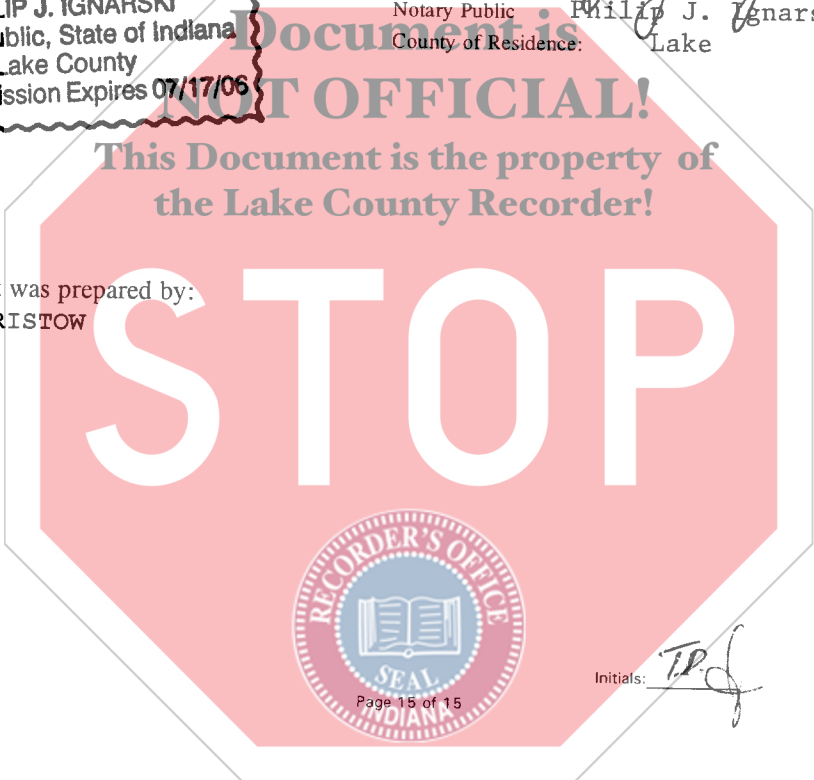 LIP J. IGNARSKI
blic, State of Indiana
Lake County
ssion Expires 07/17/06
Notary Public Philip J. Ignars
County of Residence: Lake
Document is
NOT OFFICIAL!
This Document is the property of
the Lake County Recorder!
was prepared by:
RISTOW
STOP
RECORDER'S OFFICE
SEAL
INDIANA
Page 15 of 15
Initials: T.P.